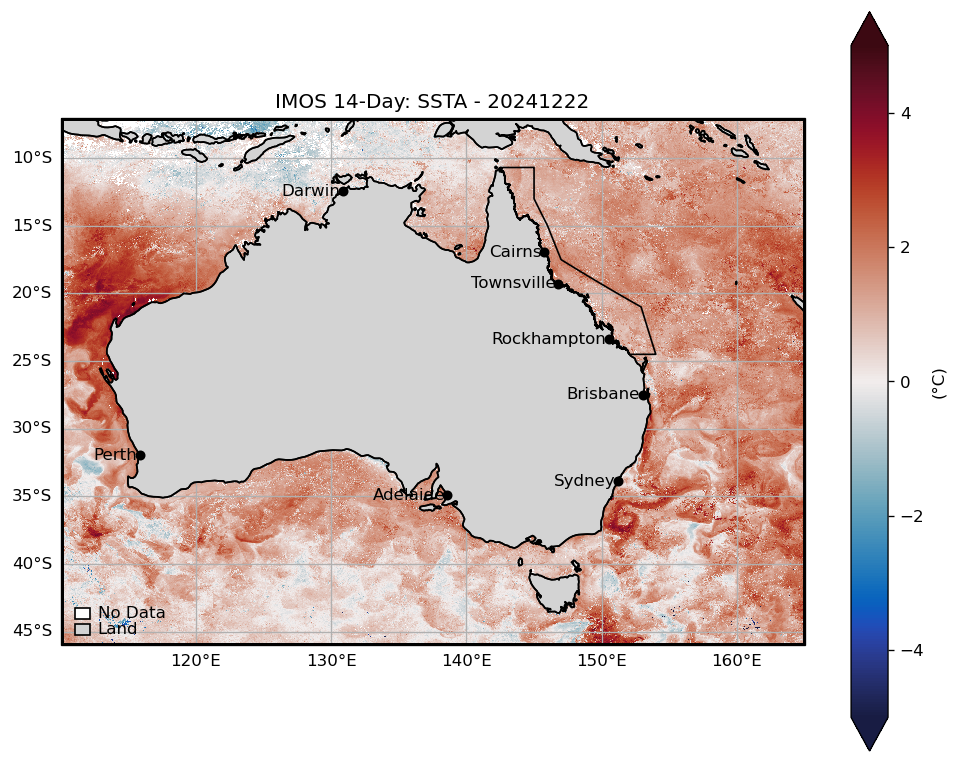 IMOS 14-Day: SSTA - 20241222
10°S
15°S
20°S
25°S
30°S
35°S
40°S
45°S
120°E
130°E
140°E
150°E
160°E
Darwin
Cairns
Townsville
Rockhampton
Brisbane
Perth
Sydney
Adelaide
No Data
Land
4
2
0
−2
−4
(°C)